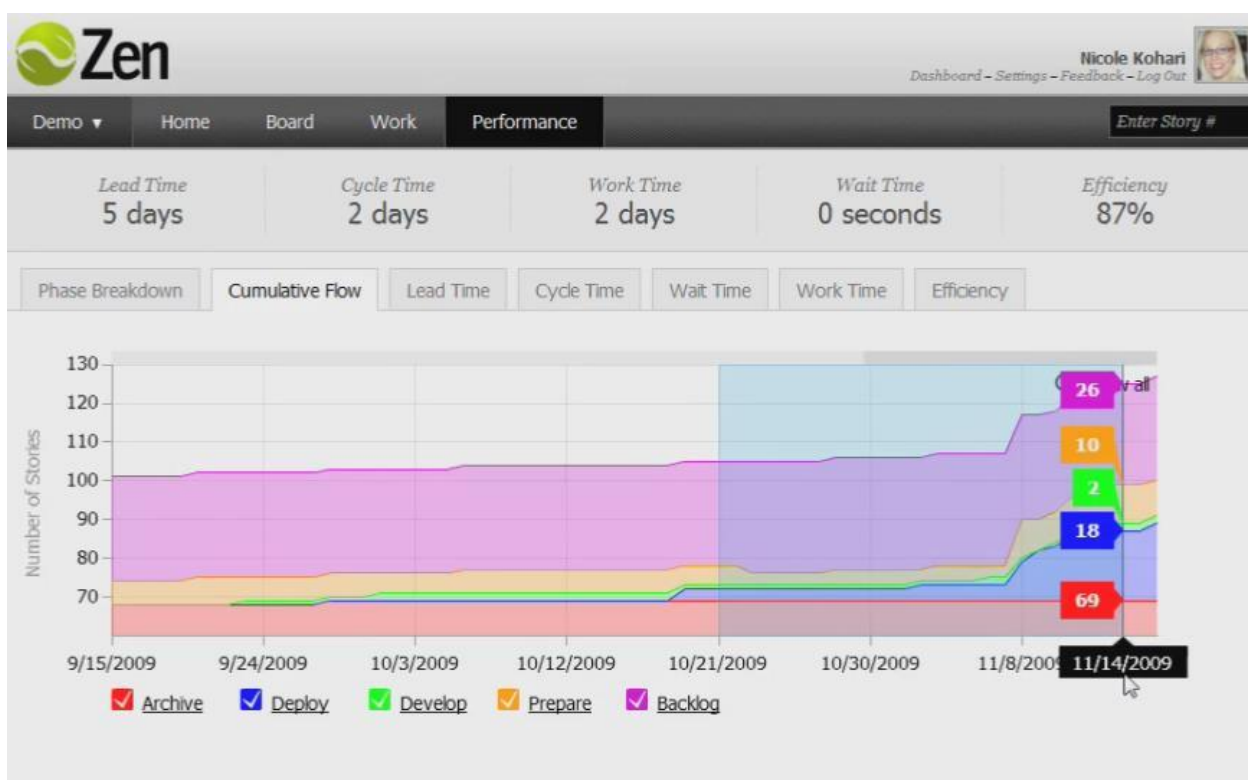 Zen
Nicole Kohari
Dashboard – Settings – Feedback – Log Out
Demo ▾ Home Board Work Performance Enter Story #
Lead Time Cycle Time Work Time Wait Time Efficiency
5 days 2 days 2 days 0 seconds 87%
Phase Breakdown Cumulative Flow Lead Time Cycle Time Wait Time Work Time Efficiency
Number of Stories
130
120
110
100
90
80
70
all
26
10
2
18
69
9/15/2009 9/24/2009 10/3/2009 10/12/2009 10/21/2009 10/30/2009 11/8/200 11/14/2009
Archive Deploy Develop Prepare Backlog